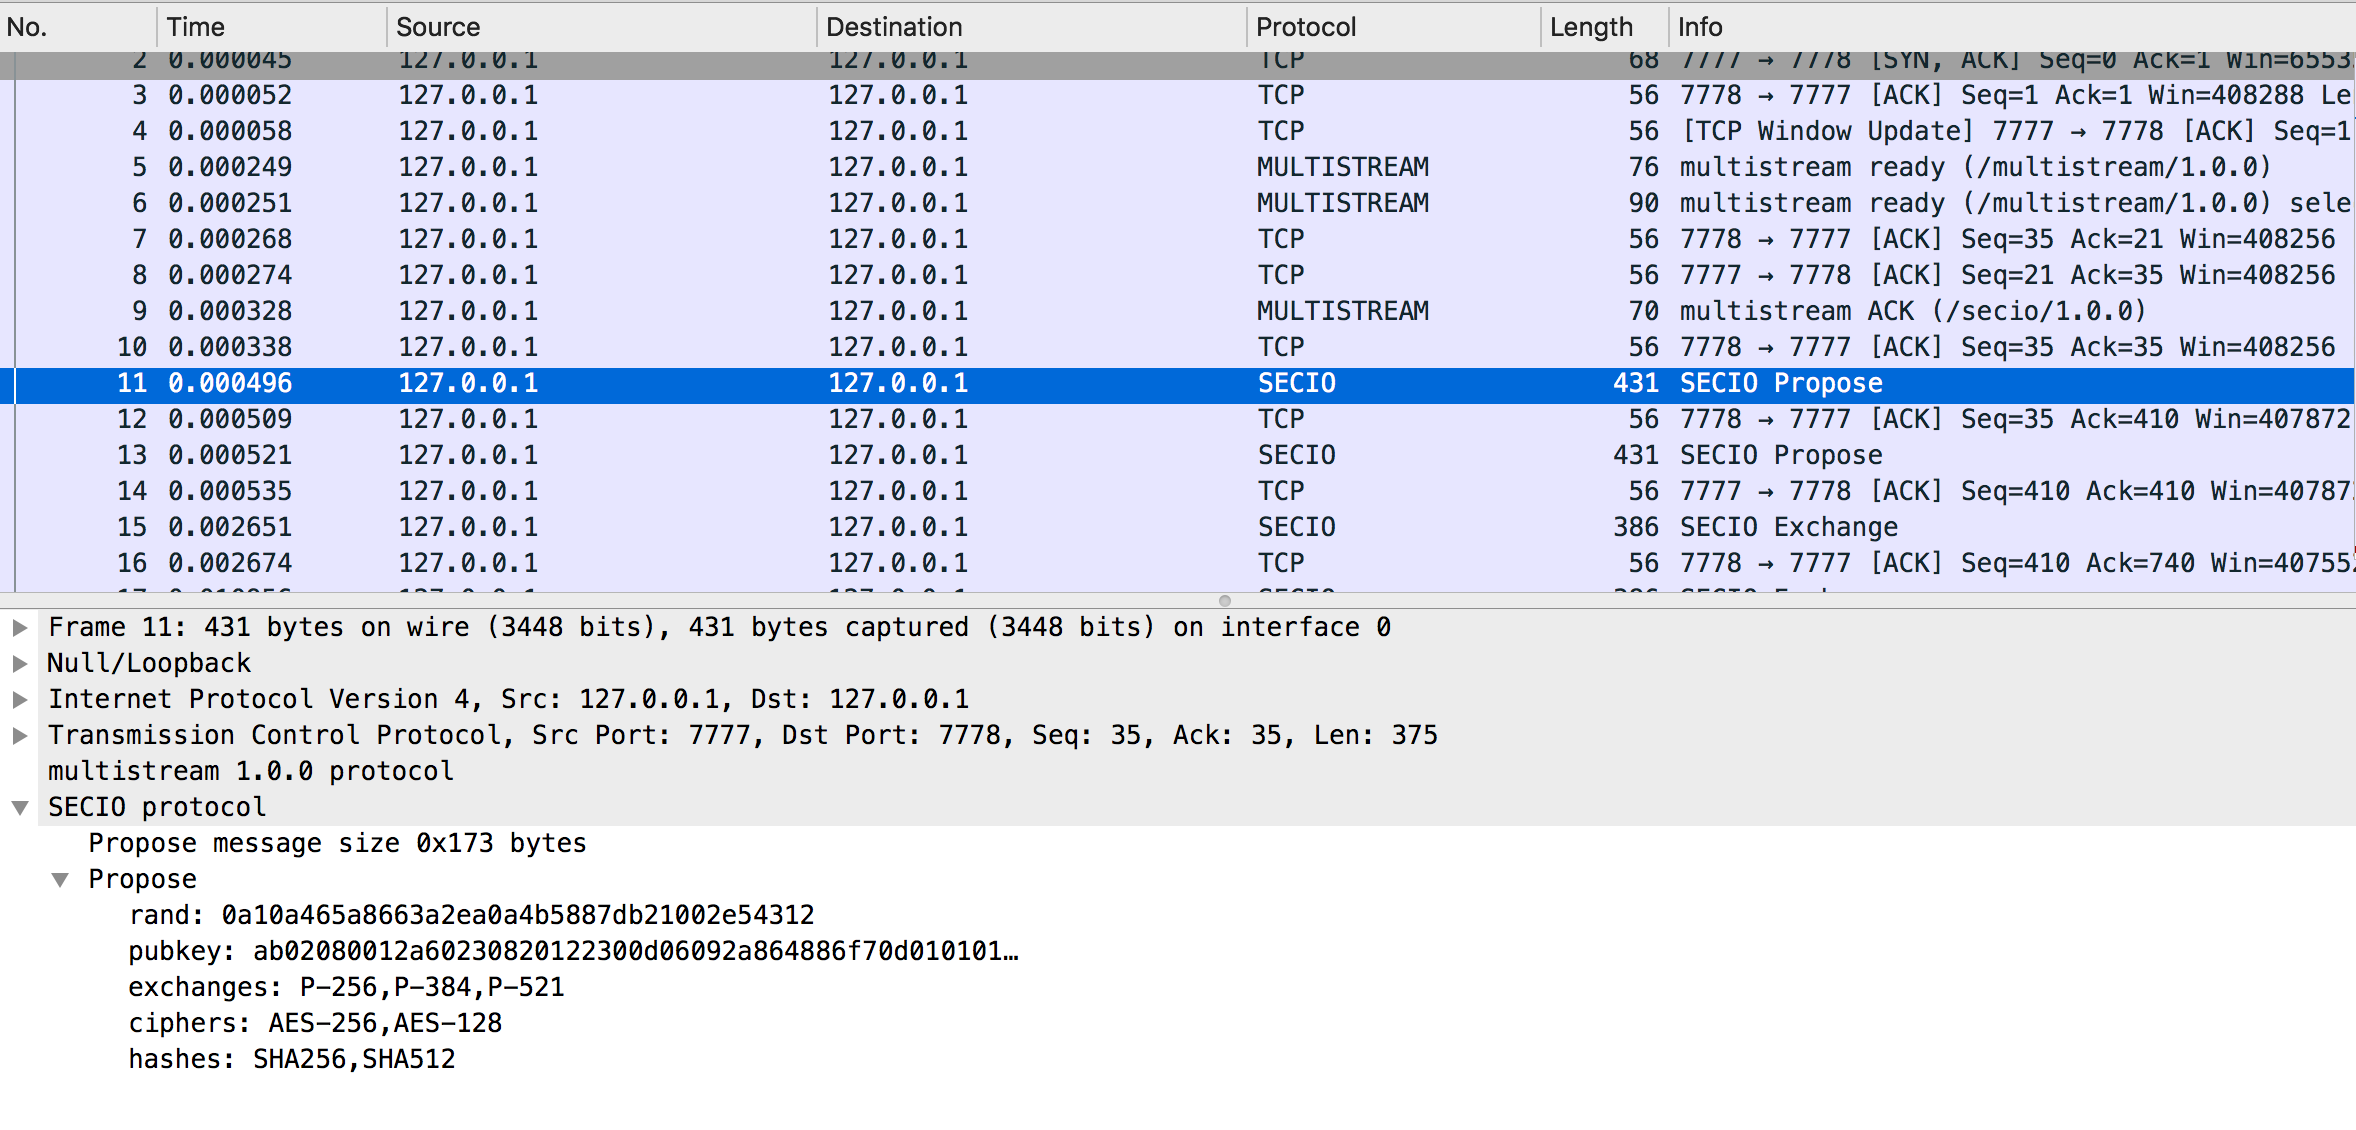 No. Time Source Destination Protocol Length Info
2 0.000045 127.0.0.1 127.0.0.1 TCP 68 7777 → 7778 [SYN, ACK] Seq=0 Ack=1 Win=6553
3 0.000052 127.0.0.1 127.0.0.1 TCP 56 7778 → 7777 [ACK] Seq=1 Ack=1 Win=408288 Le
4 0.000058 127.0.0.1 127.0.0.1 TCP 56 [TCP Window Update] 7777 → 7778 [ACK] Seq=1
5 0.000249 127.0.0.1 127.0.0.1 MULTISTREAM 76 multistream ready (/multistream/1.0.0)
6 0.000251 127.0.0.1 127.0.0.1 MULTISTREAM 90 multistream ready (/multistream/1.0.0) sele
7 0.000268 127.0.0.1 127.0.0.1 TCP 56 7778 → 7777 [ACK] Seq=35 Ack=21 Win=408256
8 0.000274 127.0.0.1 127.0.0.1 TCP 56 7777 → 7778 [ACK] Seq=21 Ack=35 Win=408256
9 0.000328 127.0.0.1 127.0.0.1 MULTISTREAM 70 multistream ACK (/secio/1.0.0)
10 0.000338 127.0.0.1 127.0.0.1 TCP 56 7778 → 7777 [ACK] Seq=35 Ack=35 Win=408256
11 0.000496 127.0.0.1 127.0.0.1 SECIO 431 SECIO Propose
12 0.000509 127.0.0.1 127.0.0.1 TCP 56 7778 → 7777 [ACK] Seq=35 Ack=410 Win=407872
13 0.000521 127.0.0.1 127.0.0.1 SECIO 431 SECIO Propose
14 0.000535 127.0.0.1 127.0.0.1 TCP 56 7777 → 7778 [ACK] Seq=410 Ack=410 Win=40787
15 0.002651 127.0.0.1 127.0.0.1 SECIO 386 SECIO Exchange
16 0.002674 127.0.0.1 127.0.0.1 TCP 56 7778 → 7777 [ACK] Seq=410 Ack=740 Win=40755
Frame 11: 431 bytes on wire (3448 bits), 431 bytes captured (3448 bits) on interface 0
Null/Loopback
Internet Protocol Version 4, Src: 127.0.0.1, Dst: 127.0.0.1
Transmission Control Protocol, Src Port: 7777, Dst Port: 7778, Seq: 35, Ack: 35, Len: 375
multistream 1.0.0 protocol
SECIO protocol
Propose message size 0x173 bytes
Propose
rand: 0a10a465a8663a2ea0a4b5887db21002e54312
pubkey: ab02080012a60230820122300d06092a864886f70d010101…
exchanges: P-256,P-384,P-521
ciphers: AES-256,AES-128
hashes: SHA256,SHA512